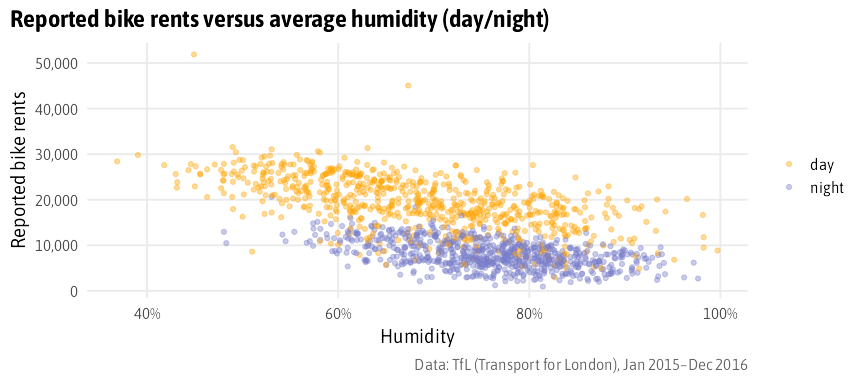 Reported bike rents versus average humidity (day/night)
Reported bike rents
50,000
40,000
30,000
20,000
10,000
0
40%
60%
80%
100%
Humidity
day
night
Data: TfL (Transport for London), Jan 2015–Dec 2016